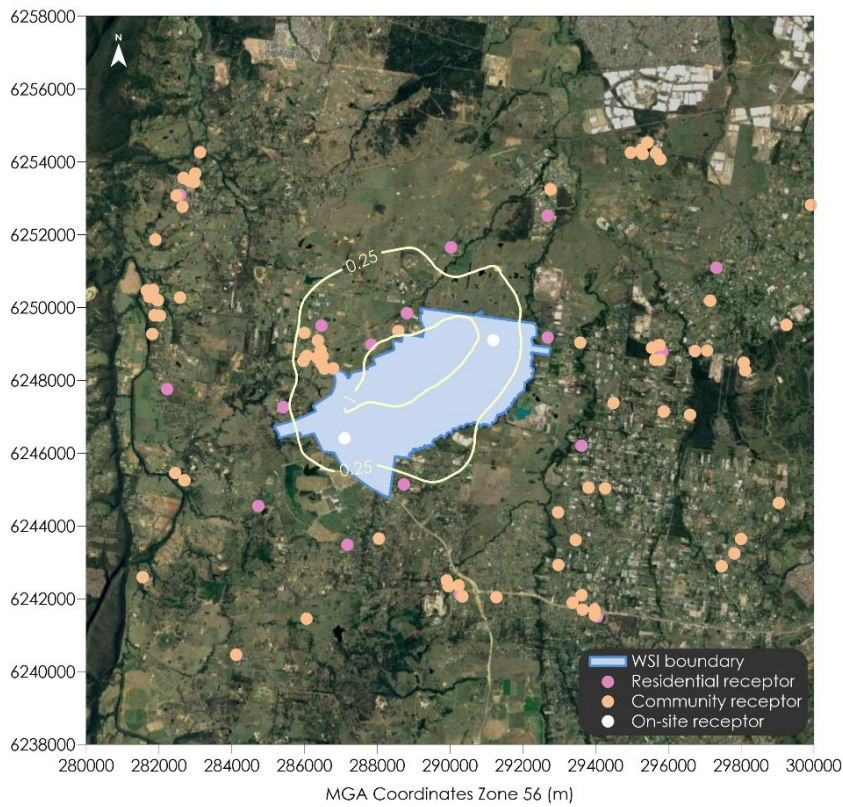 6258000
N
6256000
6254000
6252000
0.25
6250000
6248000
6246000
0.25
6244000
6242000
6240000
6238000
WSI boundary
Residential receptor
Community receptor
On-site receptor
280000 282000 284000 286000 288000 290000 292000 294000 296000 298000 300000
MGA Coordinates Zone 56 (m)